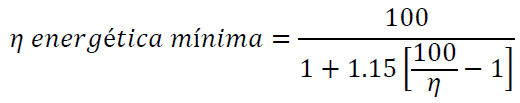 η energética mínima = 100 / (1 + 1.15 [100/η − 1])